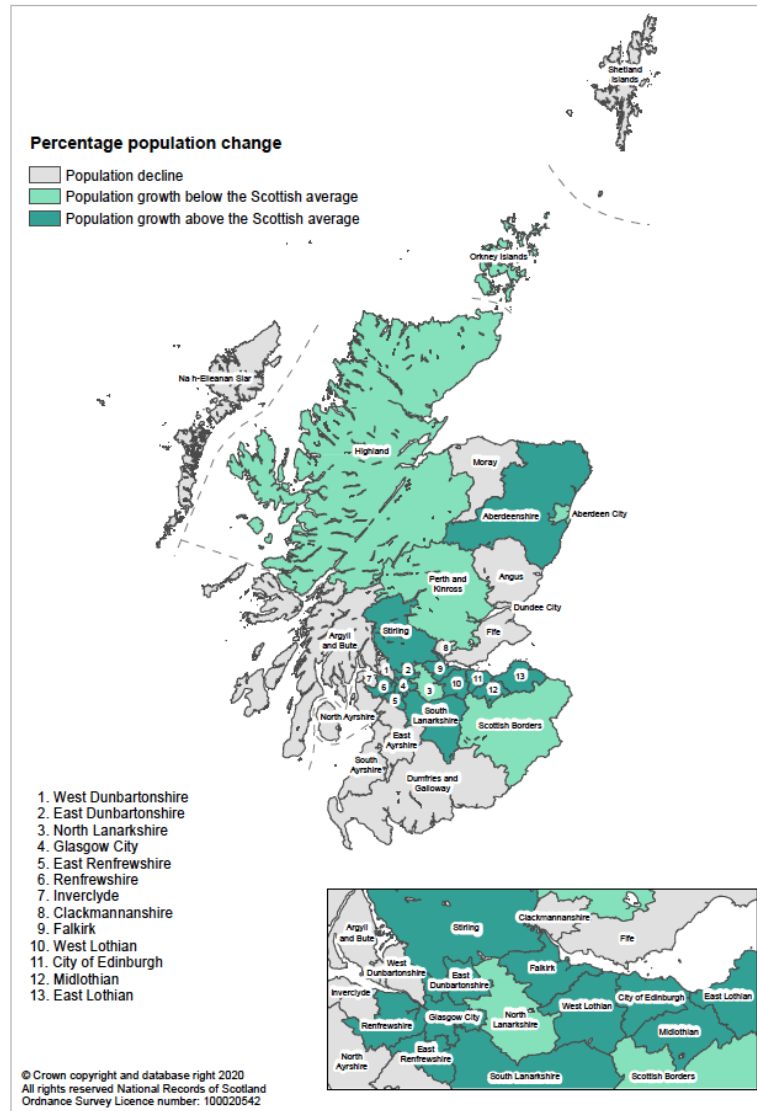 Shetland
Islands
Percentage population change
Population decline
Population growth below the Scottish average
Population growth above the Scottish average
Orkney Islands
Na h-Eileanan Siar
Highland
Moray
Aberdeenshire
Aberdeen City
Perth and
Kinross
Angus
Dundee City
Stirling
Fife
Argyll
and Bute
8
1
2
9
7
6
4
3
10
11
12
13
5
North Ayrshire
South
Lanarkshire
Scottish Borders
East
Ayrshire
South
Ayrshire
Dumfries and
Galloway
1. West Dunbartonshire
2. East Dunbartonshire
3. North Lanarkshire
4. Glasgow City
5. East Renfrewshire
6. Renfrewshire
7. Inverclyde
8. Clackmannanshire
9. Falkirk
10. West Lothian
11. City of Edinburgh
12. Midlothian
13. East Lothian
Argyll
and Bute
Stirling
Clackmannanshire
Fife
West
Dunbartonshire
East
Dunbartonshire
Falkirk
Inverclyde
Renfrewshire
Glasgow City
North
Lanarkshire
West Lothian
City of Edinburgh
East Lothian
Midlothian
North
Ayrshire
East
Renfrewshire
South Lanarkshire
Scottish Borders
© Crown copyright and database right 2020
All rights reserved National Records of Scotland
Ordnance Survey Licence number: 100020542